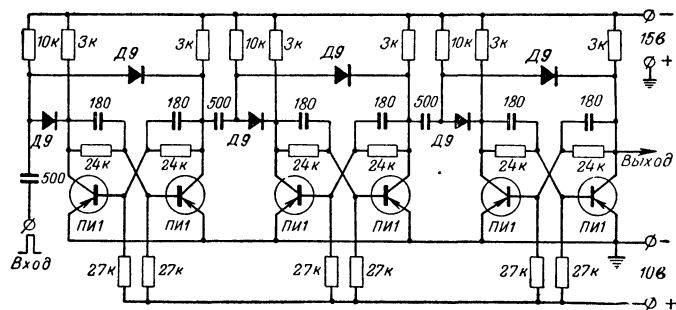 10к 3к 3к 10к 3к 3к 10к 3к 3к 15в
Д9 Д9 Д9
180 180 500 180 180 500 180 180
Д9 Д9 Д9
24к 24к 24к 24к 24к 24к Выход
500
ПИ1 ПИ1 ПИ1 ПИ1 ПИ1 ПИ1
Вход
27к 27к 27к 27к 27к 27к 10в